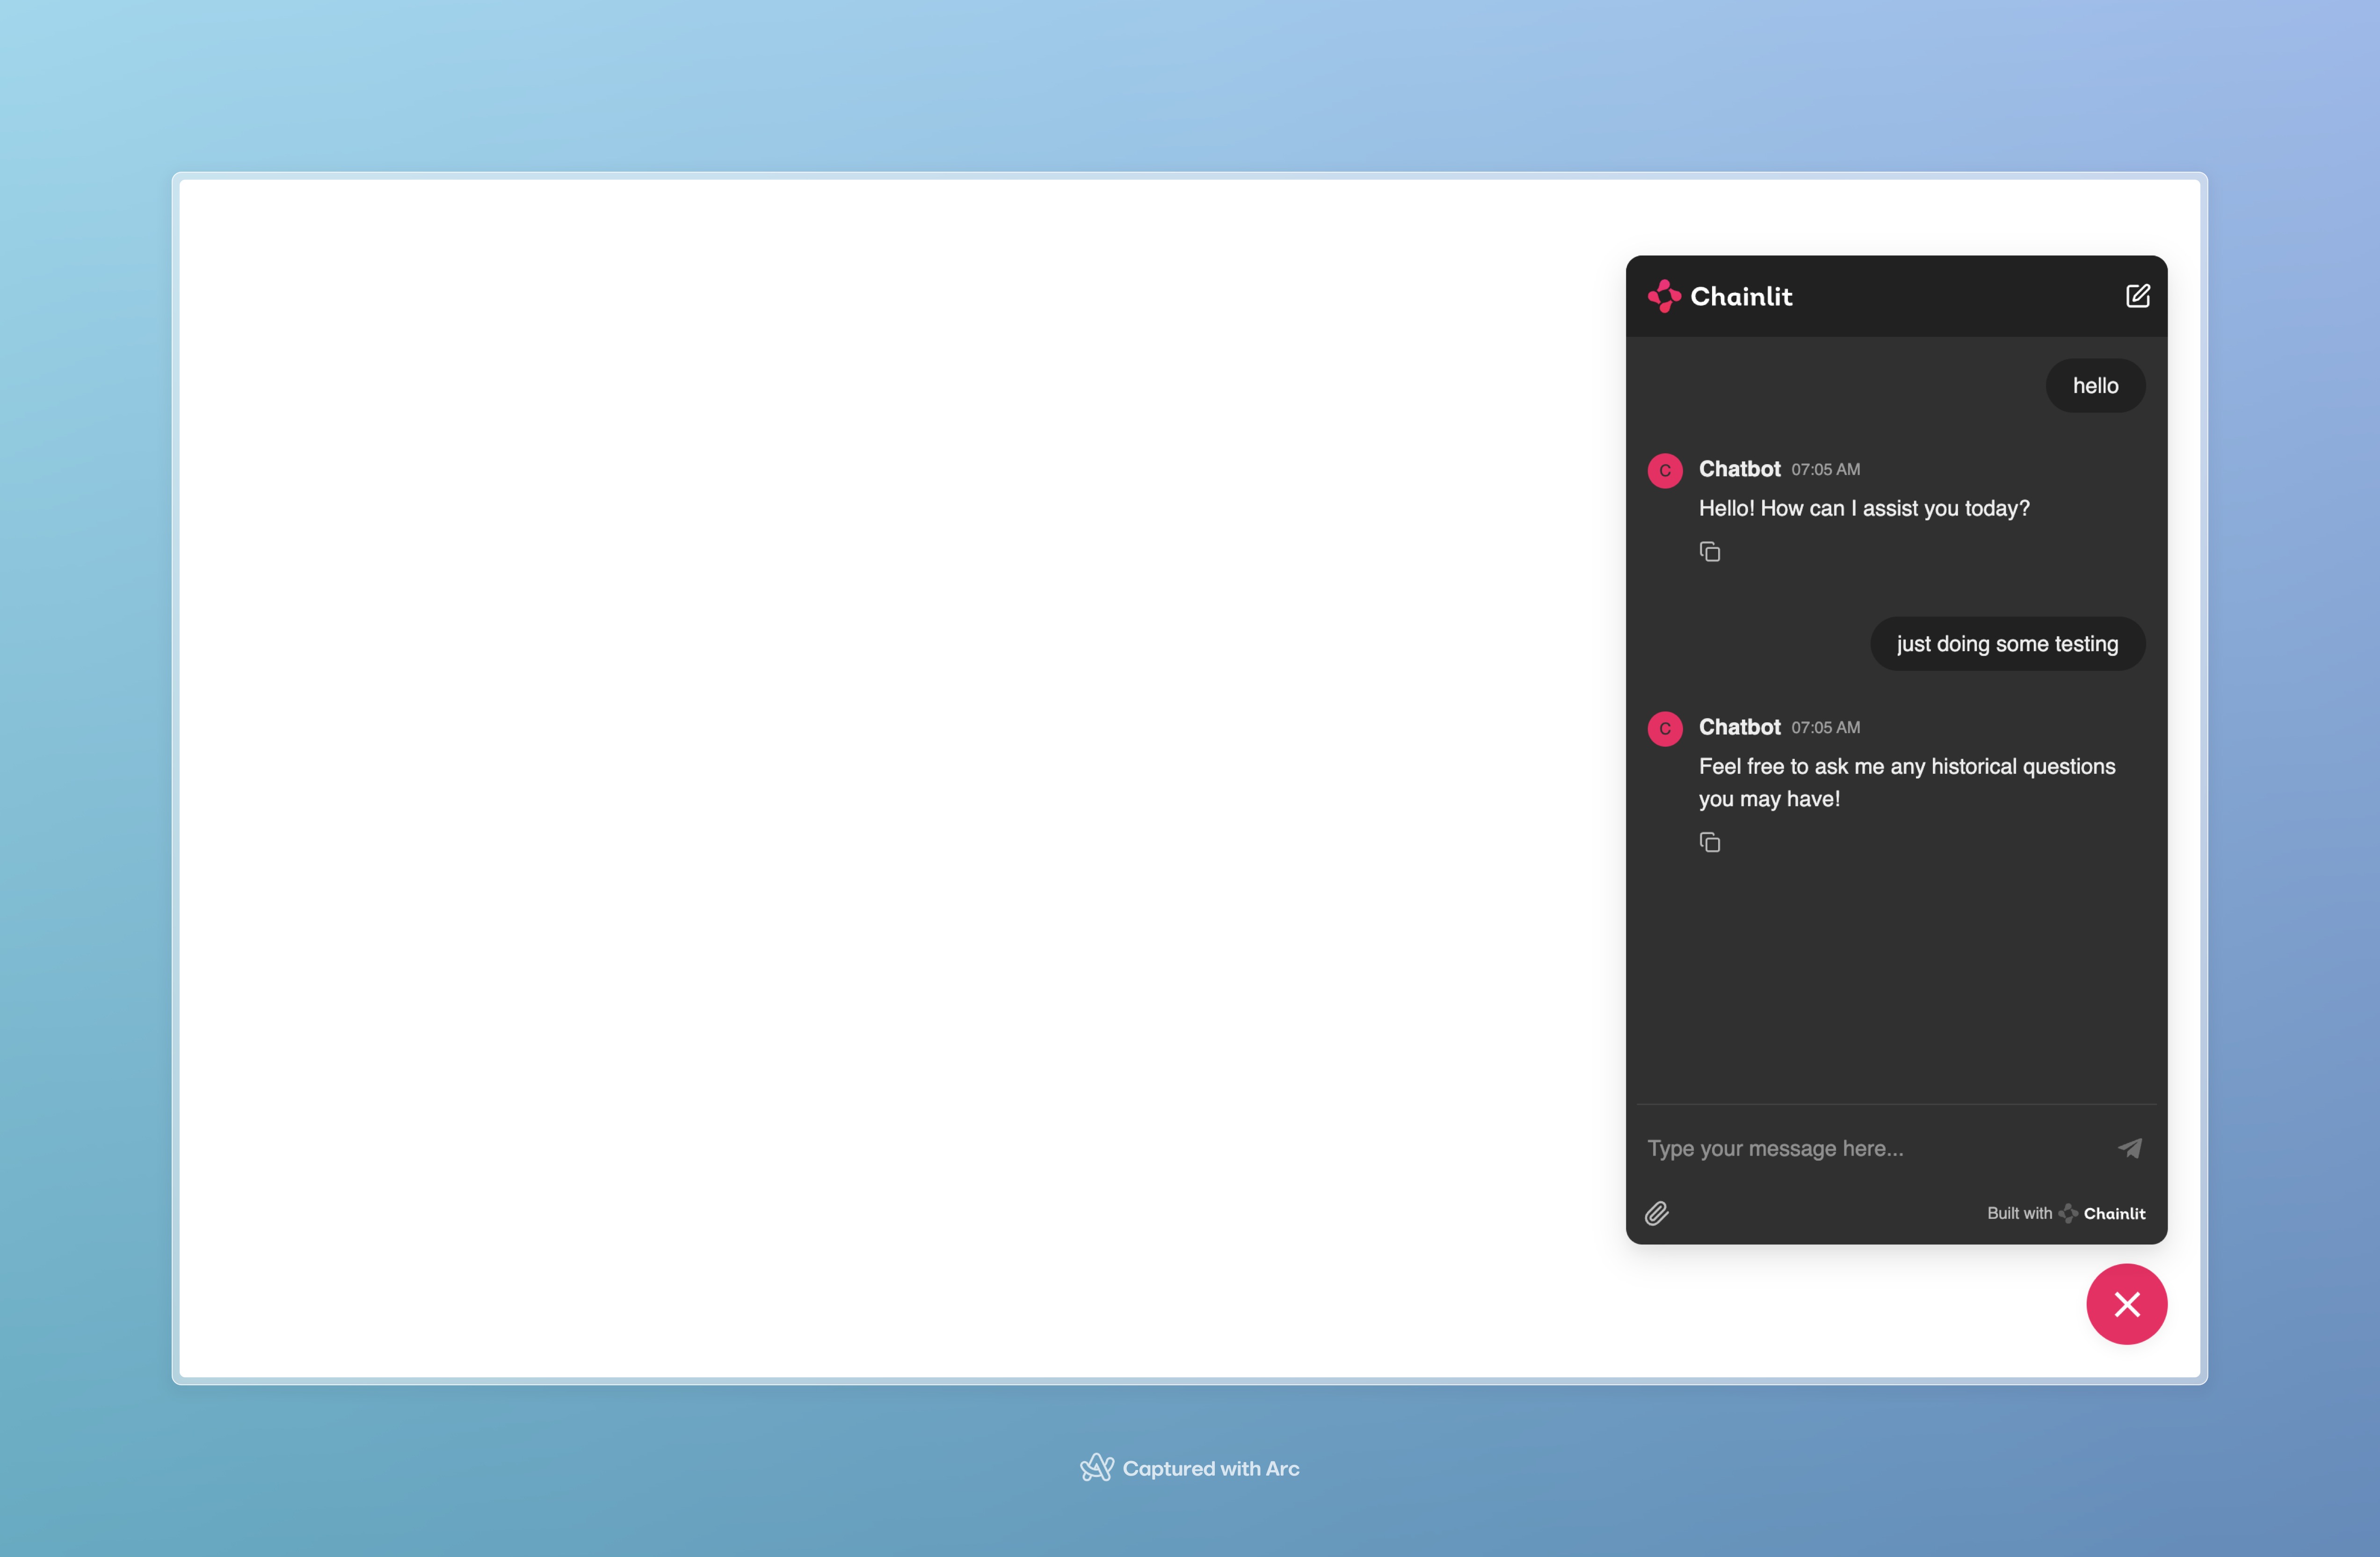 Chainlit
hello
C
Chatbot 07:05 AM
Hello! How can I assist you today?
just doing some testing
C
Chatbot 07:05 AM
Feel free to ask me any historical questions
you may have!
Type your message here...
Built with Chainlit
Captured with Arc